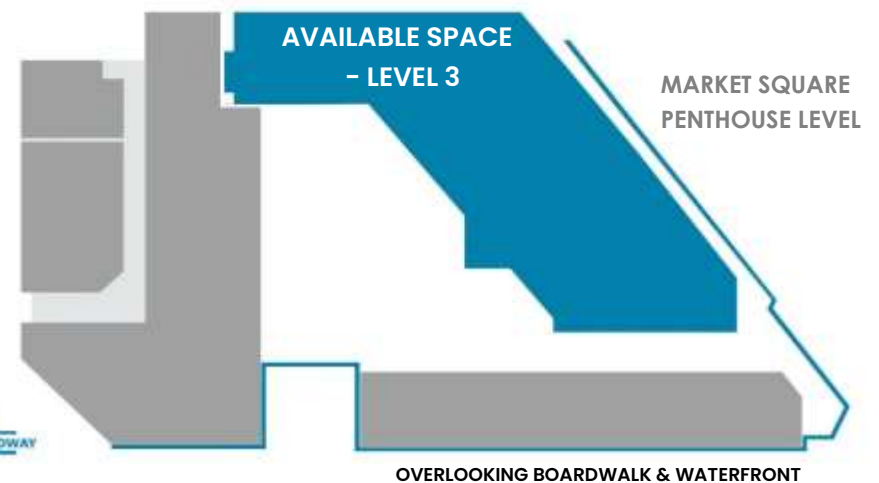 AVAILABLE SPACE
- LEVEL 3
MARKET SQUARE
PENTHOUSE LEVEL
OVERLOOKING BOARDWALK & WATERFRONT